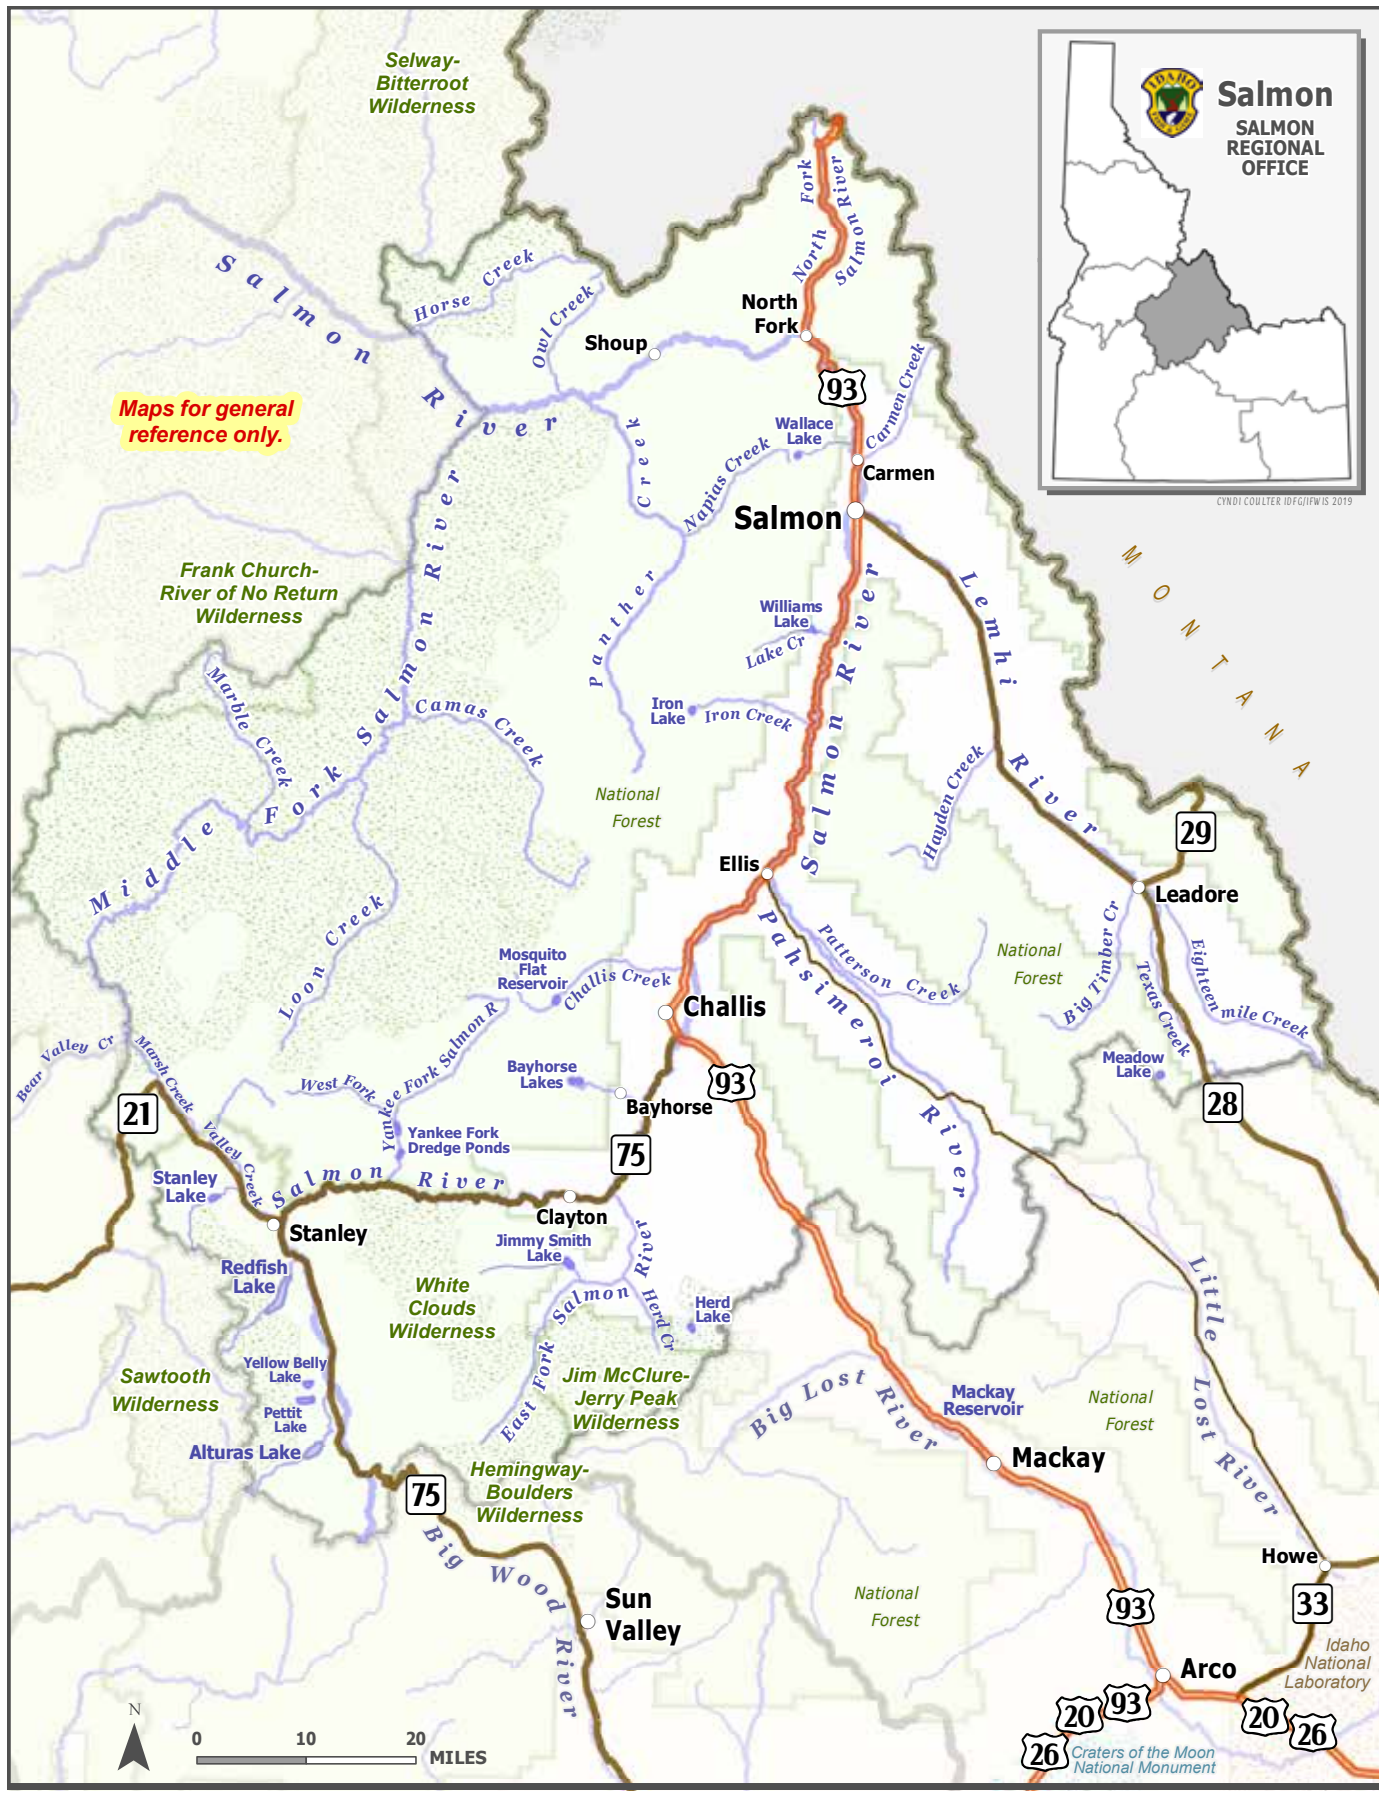 Selway-
Bitterroot
Wilderness
IDAHO
FISH & GAME
Salmon
SALMON
REGIONAL
OFFICE
CYNDI COULTER IDFG/IFWIS 2019
North Fork
Salmon River
Salmon River
Horse Creek
Owl Creek
North
Fork
Shoup
93
Carmen Creek
Maps for general
reference only.
Wallace
Lake
Napias Creek
Carmen
Salmon
Panther Creek
MONTANA
Frank Church-
River of No Return
Wilderness
Middle Fork Salmon River
Lemhi River
Williams
Lake
Lake Cr
Salmon River
Marble Creek
Camas Creek
Iron
Lake
Iron Creek
Hayden Creek
National
Forest
29
Ellis
Leadore
Loon Creek
Pahsimeroi River
Patterson Creek
National
Forest
Big Timber Cr
Texas Creek
Eighteen mile Creek
Mosquito
Flat
Reservoir
Challis Creek
Challis
Bear Valley Cr
Marsh Creek
Meadow
Lake
West Fork
Yankee Fork Salmon R
Bayhorse
Lakes
Bayhorse
93
28
21
Valley Creek
Yankee Fork
Dredge Ponds
75
Stanley
Lake
Salmon River
Clayton
Stanley
Jimmy Smith
Lake
Redfish
Lake
White
Clouds
Wilderness
East Fork Salmon River
Herd Cr
Herd
Lake
Little Lost River
Sawtooth
Wilderness
Yellow Belly
Lake
Pettit
Lake
Alturas Lake
Jim McClure-
Jerry Peak
Wilderness
Big Lost River
Mackay
Reservoir
National
Forest
Mackay
Hemingway-
Boulders
Wilderness
75
Big Wood River
Howe
Sun
Valley
National
Forest
93
33
Idaho
National
Laboratory
Arco
N
0 10 20
MILES
26
20
93
20
26
Craters of the Moon
National Monument